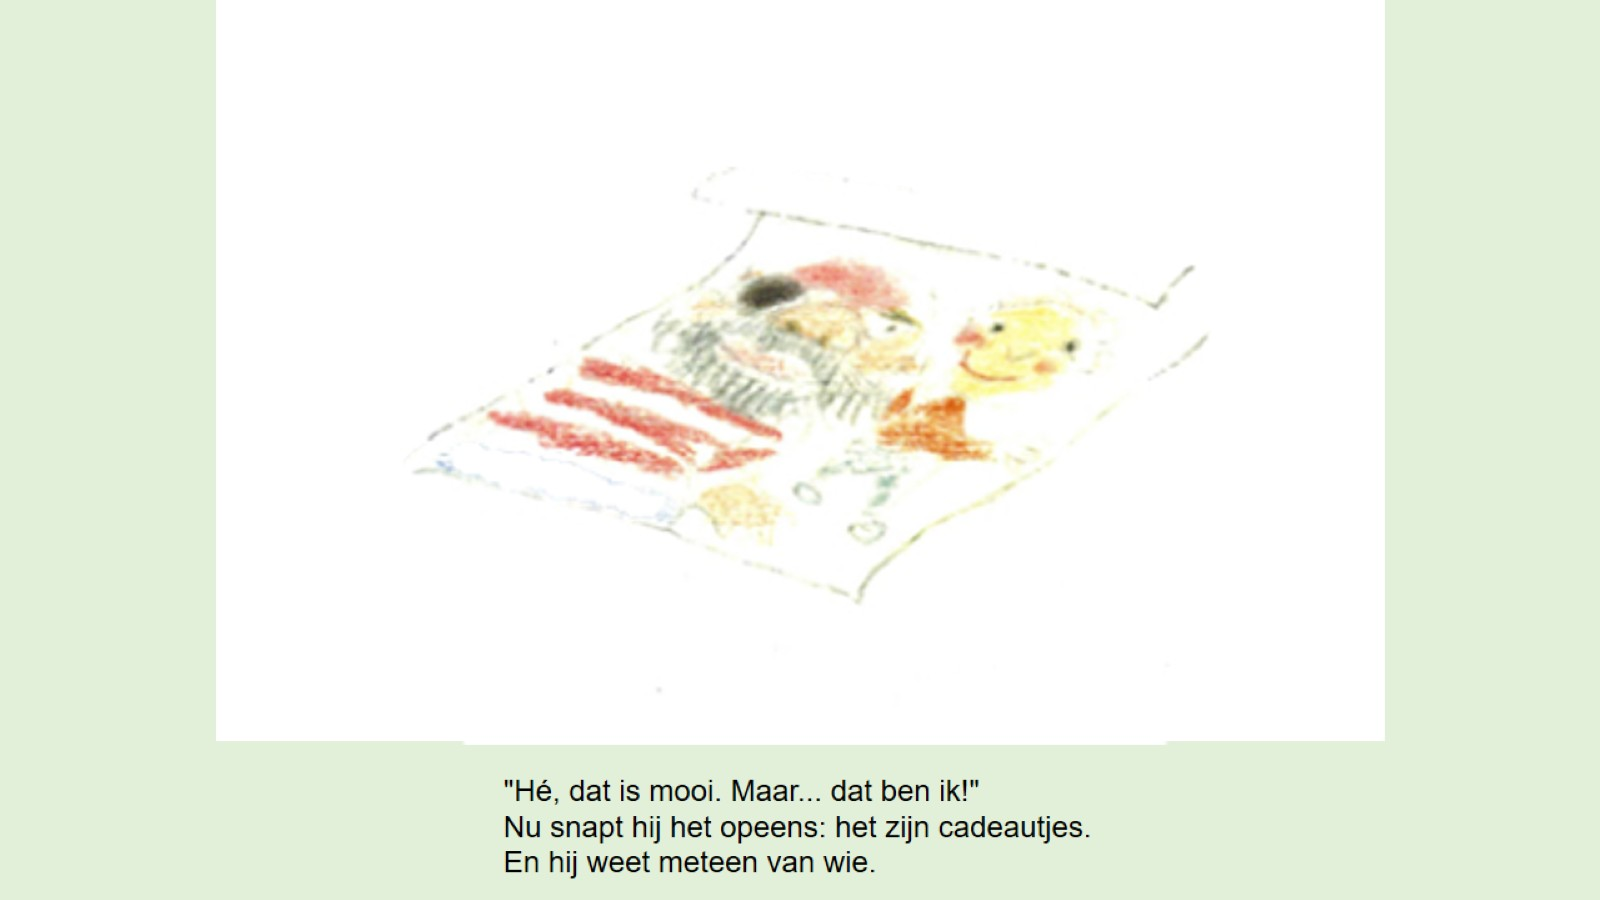 "Hé, dat is mooi. Maar... dat ben ik!"
Nu snapt hij het opeens: het zijn cadeautjes.
En hij weet meteen van wie.